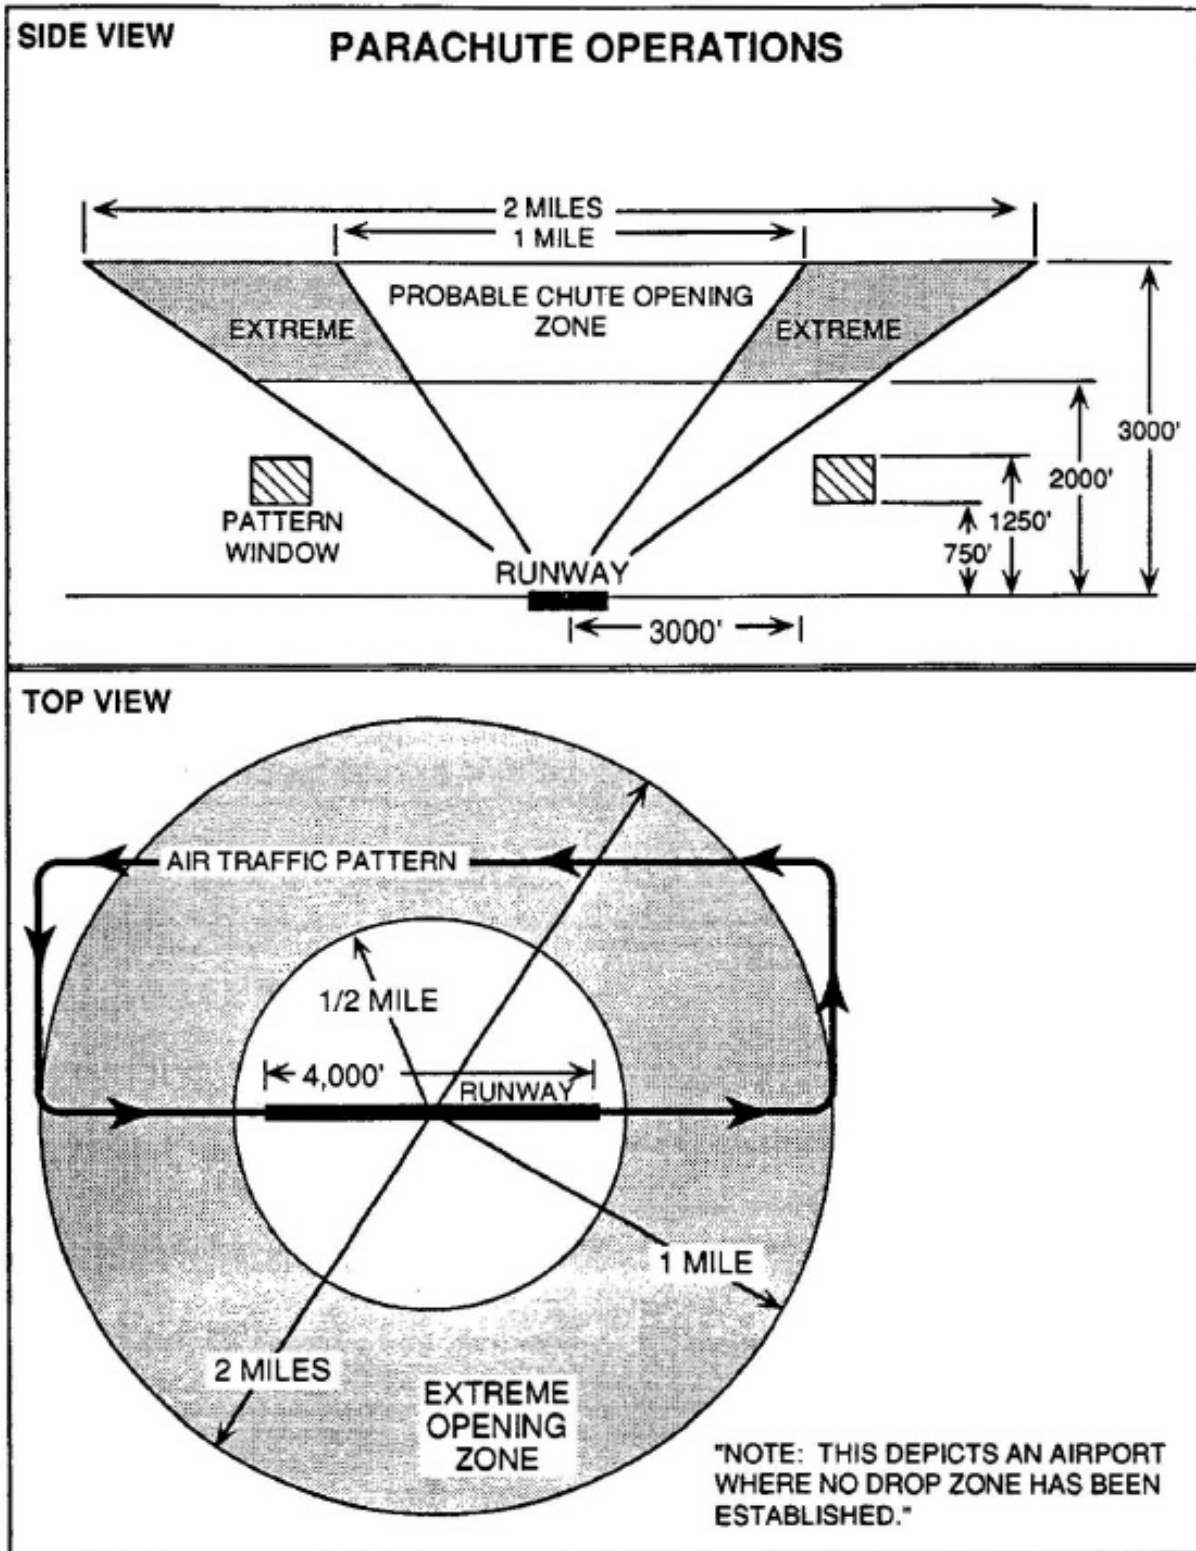 SIDE VIEW
PARACHUTE OPERATIONS
2 MILES
1 MILE
PROBABLE CHUTE OPENING
ZONE
EXTREME
EXTREME
3000'
2000'
1250'
750'
PATTERN
WINDOW
RUNWAY
3000'
TOP VIEW
AIR TRAFFIC PATTERN
1/2 MILE
4,000'
RUNWAY
1 MILE
2 MILES
EXTREME
OPENING
ZONE
"NOTE: THIS DEPICTS AN AIRPORT
WHERE NO DROP ZONE HAS BEEN
ESTABLISHED."